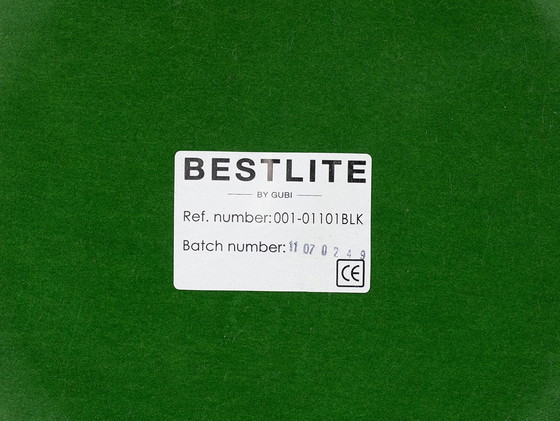 BESTLITE
BY GUBI
Ref. number:001-01101BLK
Batch number: 11 07 0 2 4 9
CE